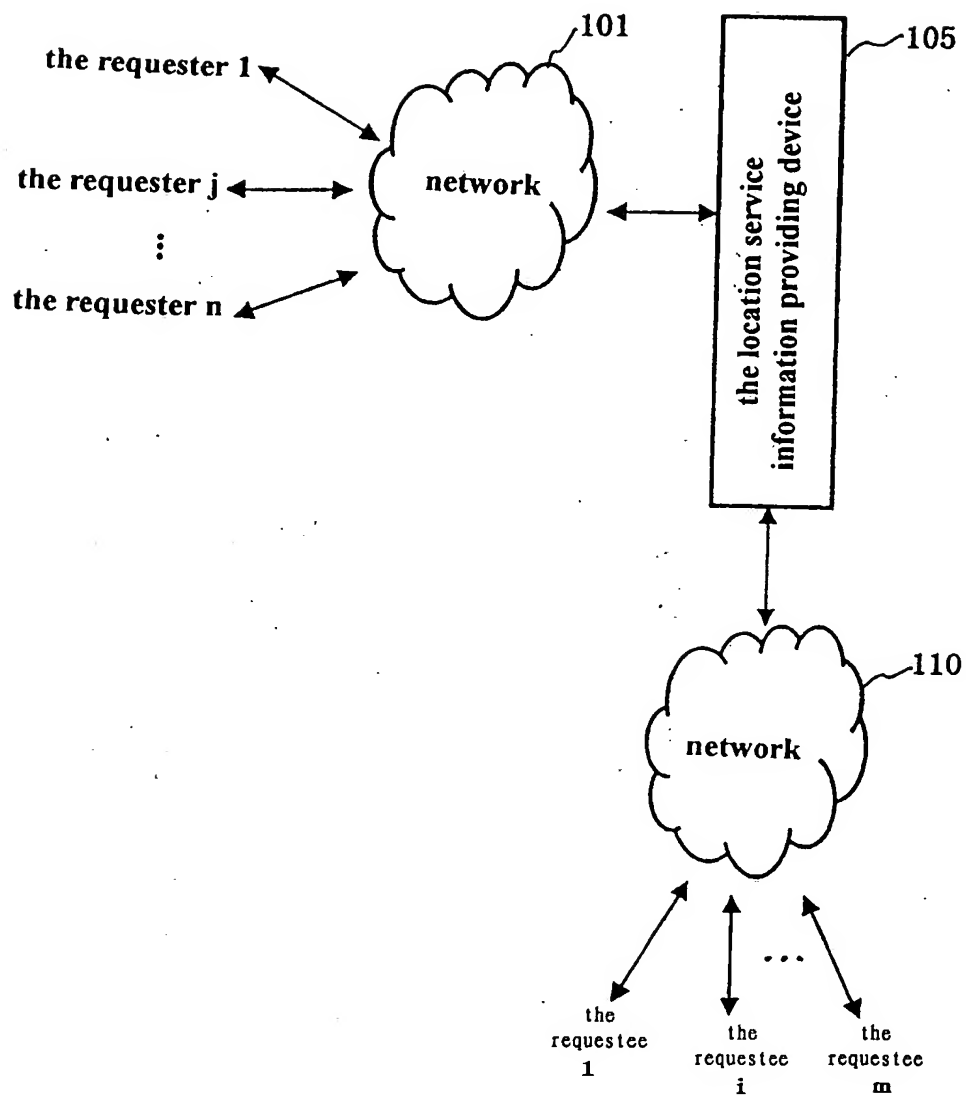 101
105
the requester 1
the requester j
⋮
the requester n
network
the location service
information providing device
110
network
...
the
requestee
1
the
requestee
i
the
requestee
m